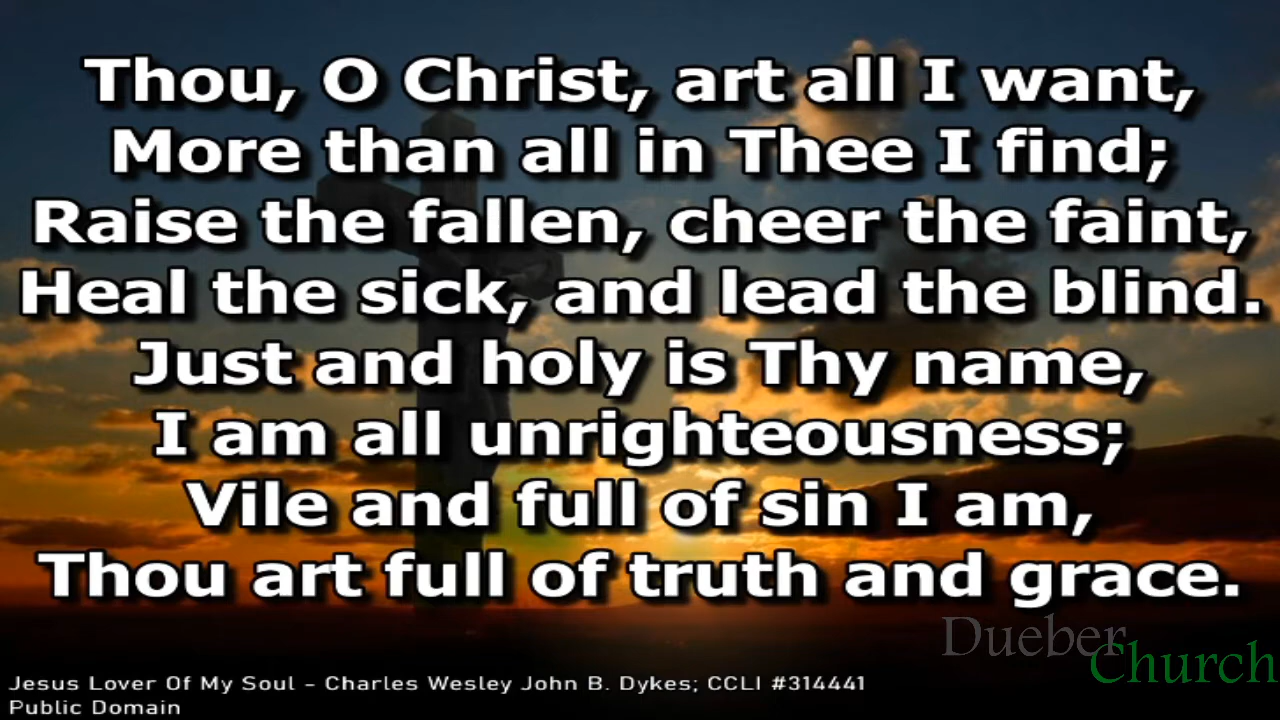 Thou, O Christ, art all I want,
More than all in Thee I find;
Raise the fallen, cheer the faint,
Heal the sick, and lead the blind.
Just and holy is Thy name,
I am all unrighteousness;
Vile and full of sin I am,
Thou art full of truth and grace.
Dueber
Church
Jesus Lover Of My Soul – Charles Wesley John B. Dykes; CCLI #314441
Public Domain